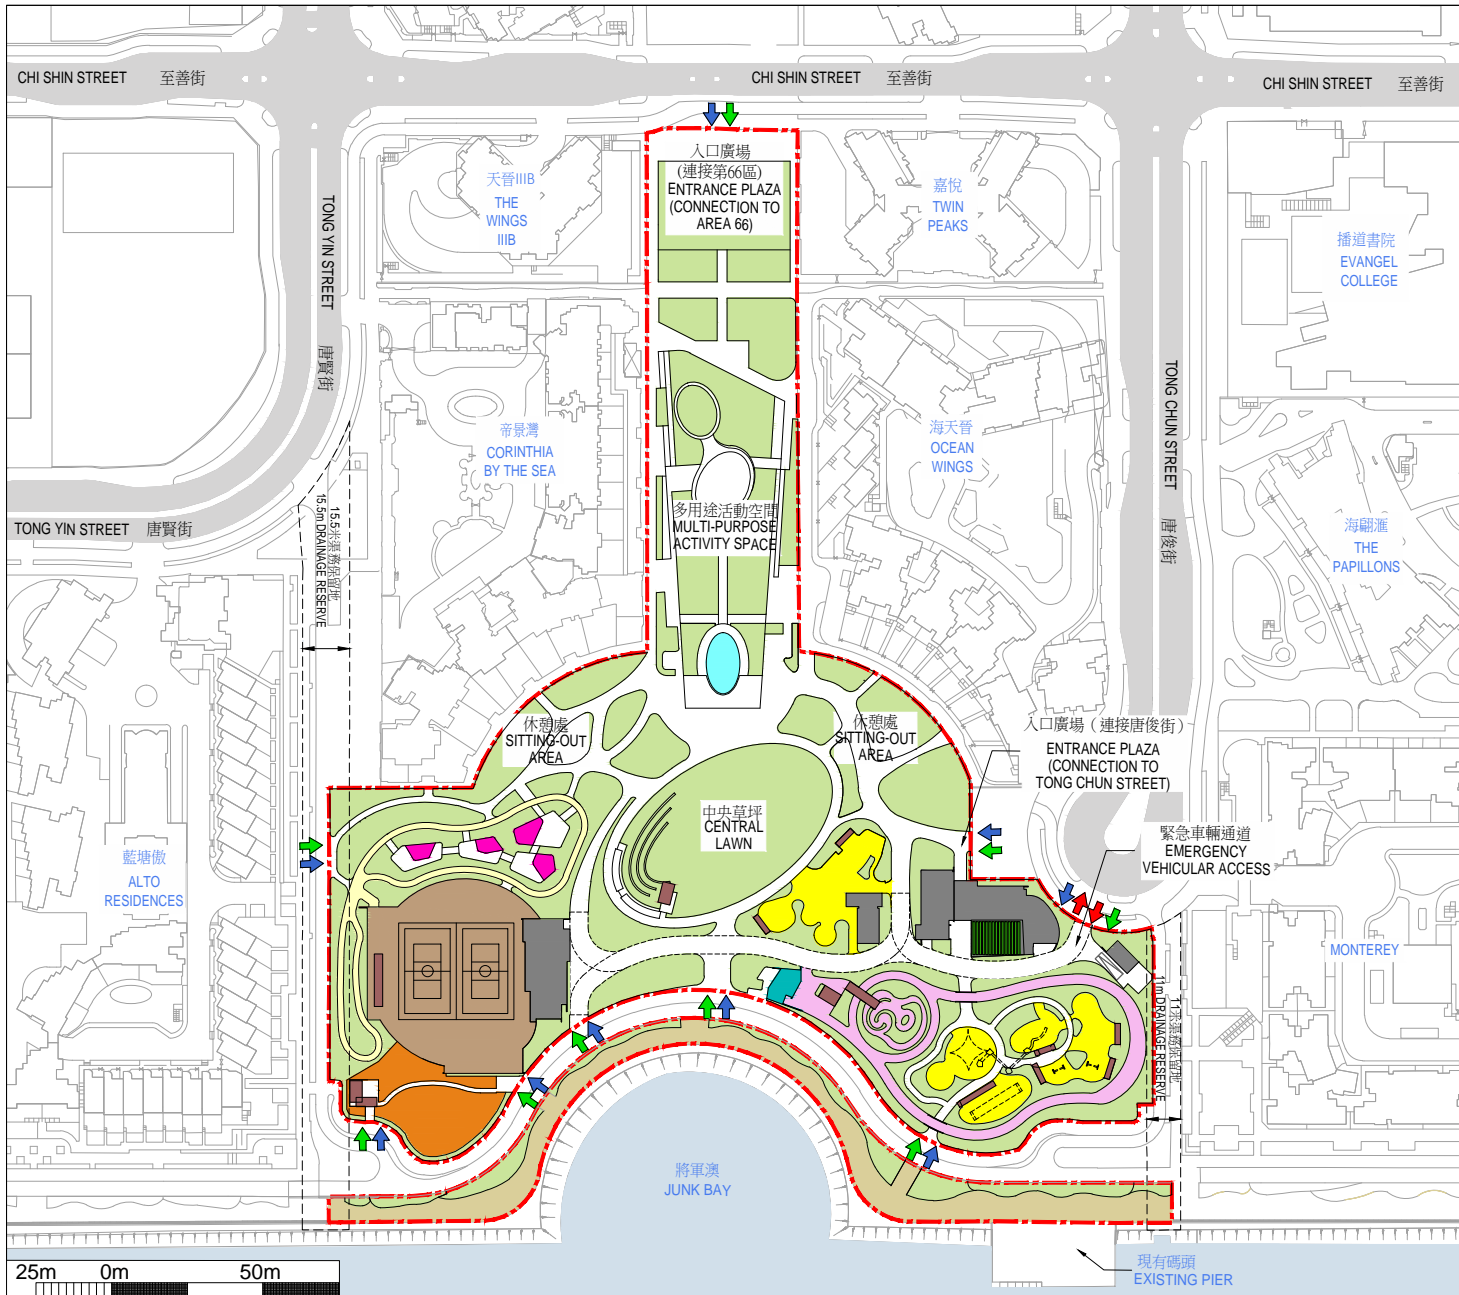 CHI SHIN STREET 至善街
CHI SHIN STREET 至善街
CHI SHIN STREET 至善街
入口廣場
(連接第66區)
ENTRANCE PLAZA
(CONNECTION TO
AREA 66)
天晉IIIB
THE
WINGS
IIIB
嘉悅
TWIN
PEAKS
播道書院
EVANGEL
COLLEGE
TONG YIN STREET 唐賢街
TONG CHUN STREET 唐俊街
帝景灣
CORINTHIA
BY THE SEA
海天晉
OCEAN
WINGS
多用途活動空間
MULTI-PURPOSE
ACTIVITY SPACE
TONG YIN STREET 唐賢街
15.5米渠務保留地
15.5m DRAINAGE RESERVE
海翩滙
THE
PAPILLONS
休憩處
SITTING-OUT
AREA
休憩處
SITTING-OUT
AREA
入口廣場（連接唐俊街）
ENTRANCE PLAZA
(CONNECTION TO
TONG CHUN STREET)
中央草坪
CENTRAL
LAWN
緊急車輛通道
EMERGENCY
VEHICULAR ACCESS
藍塘傲
ALTO
RESIDENCES
MONTEREY
11米渠務保留地
11m DRAINAGE RESERVE
將軍澳
JUNK BAY
現有碼頭
EXISTING PIER
25m 0m 50m